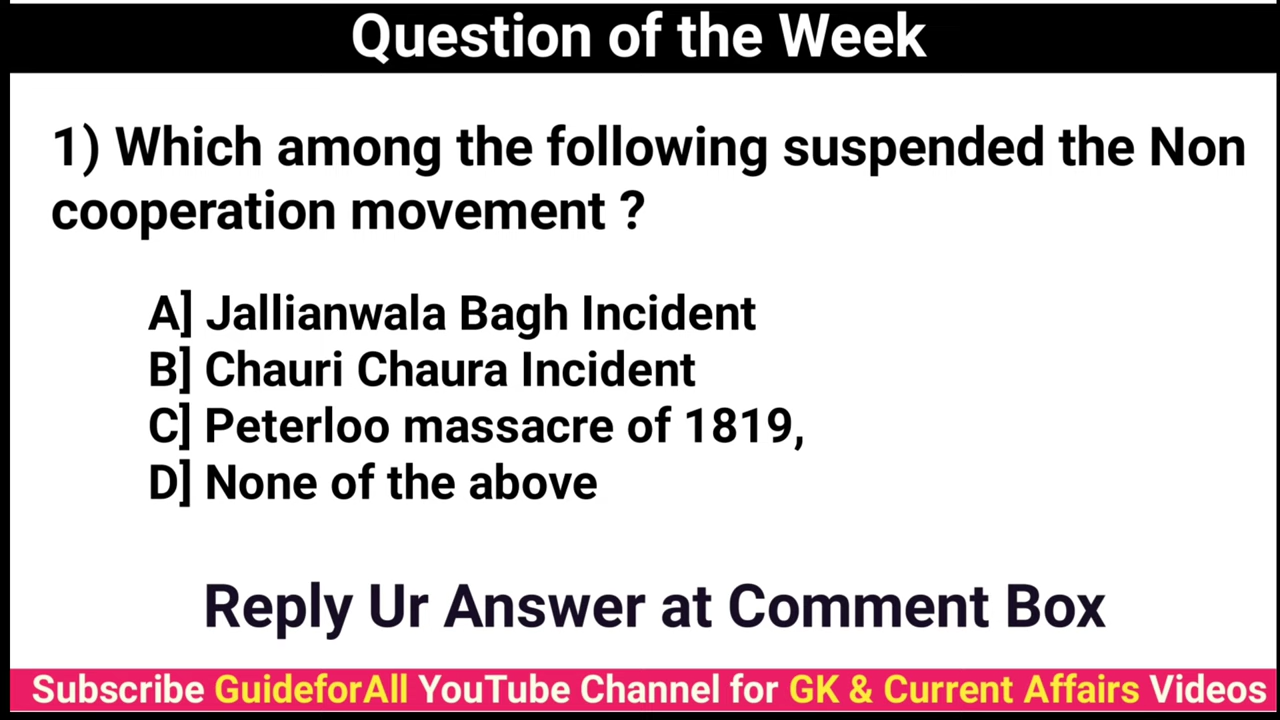 Question of the Week
1) Which among the following suspended the Non
cooperation movement ?
A] Jallianwala Bagh Incident
B] Chauri Chaura Incident
C] Peterloo massacre of 1819,
D] None of the above
Reply Ur Answer at Comment Box
Subscribe GuideforAll YouTube Channel for GK & Current Affairs Videos